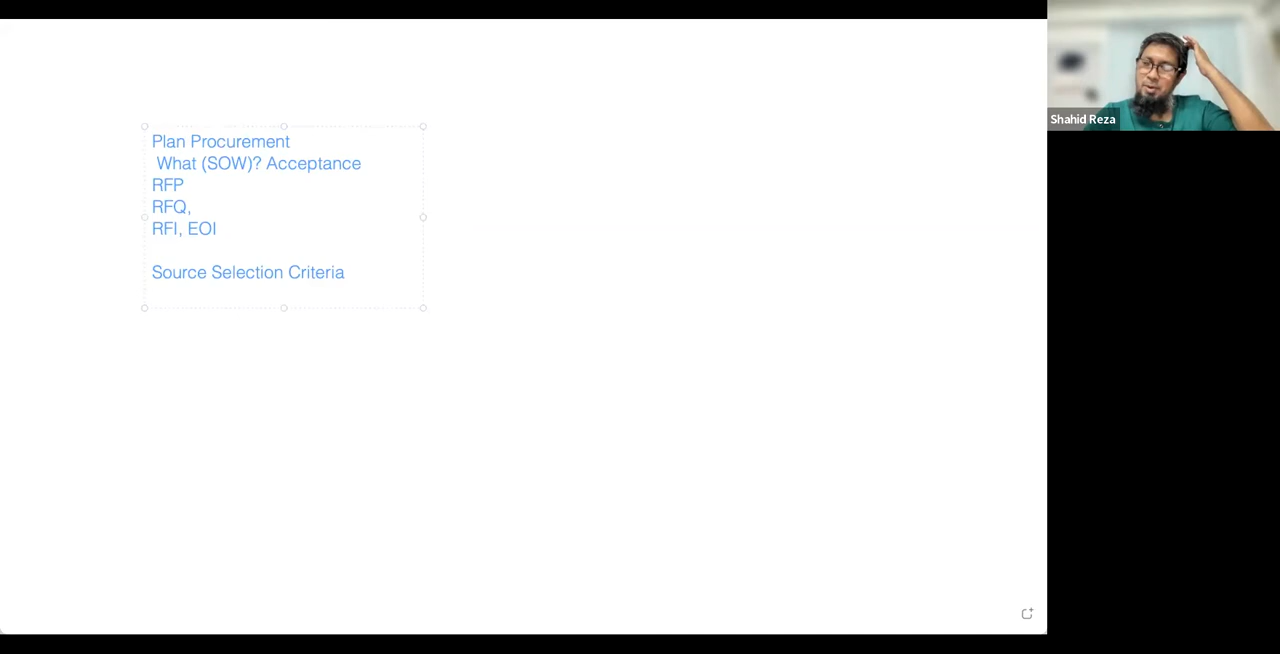 Plan Procurement
What (SOW)? Acceptance
RFP
RFQ,
RFI, EOI
Source Selection Criteria
Shahid Reza